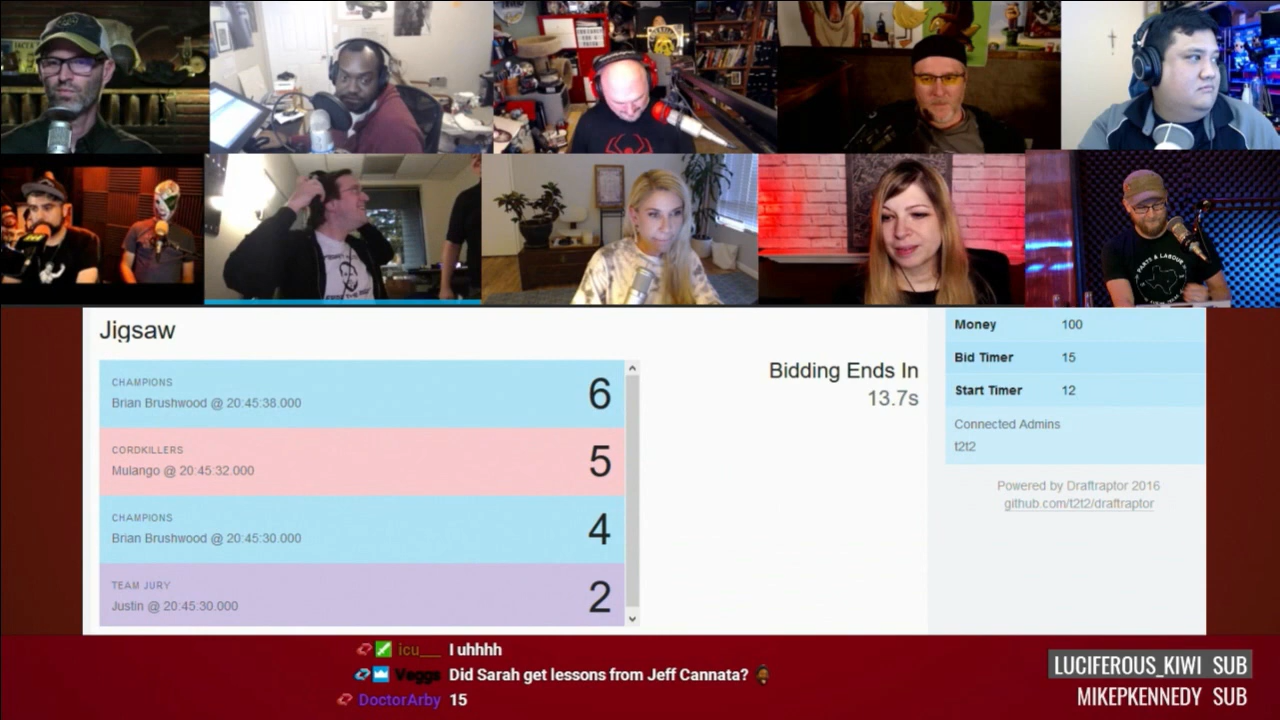 Jigsaw
CHAMPIONS
Brian Brushwood @ 20:45:38.000
6
CORDKILLERS
Mulango @ 20:45:32.000
5
CHAMPIONS
Brian Brushwood @ 20:45:30.000
4
TEAM JURY
Justin @ 20:45:30.000
2
Bidding Ends In
13.7s
Money 100
Bid Timer 15
Start Timer 12
Connected Admins
t2t2
Powered by Draftraptor 2016
github.com/t2t2/draftraptor
icu___ I uhhhh
Veggs Did Sarah get lessons from Jeff Cannata?
DoctorArby 15
LUCIFEROUS_KIWI SUB
MIKEPKENNEDY SUB
PARTS & LABOUR